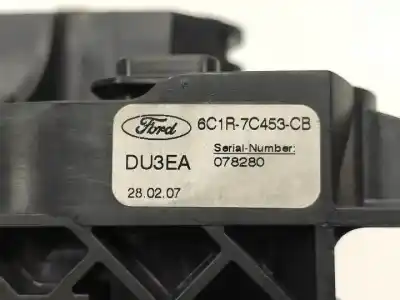 Ford 6C1R-7C453-CB
Serial-Number:
DU3EA 078280
28.02.07